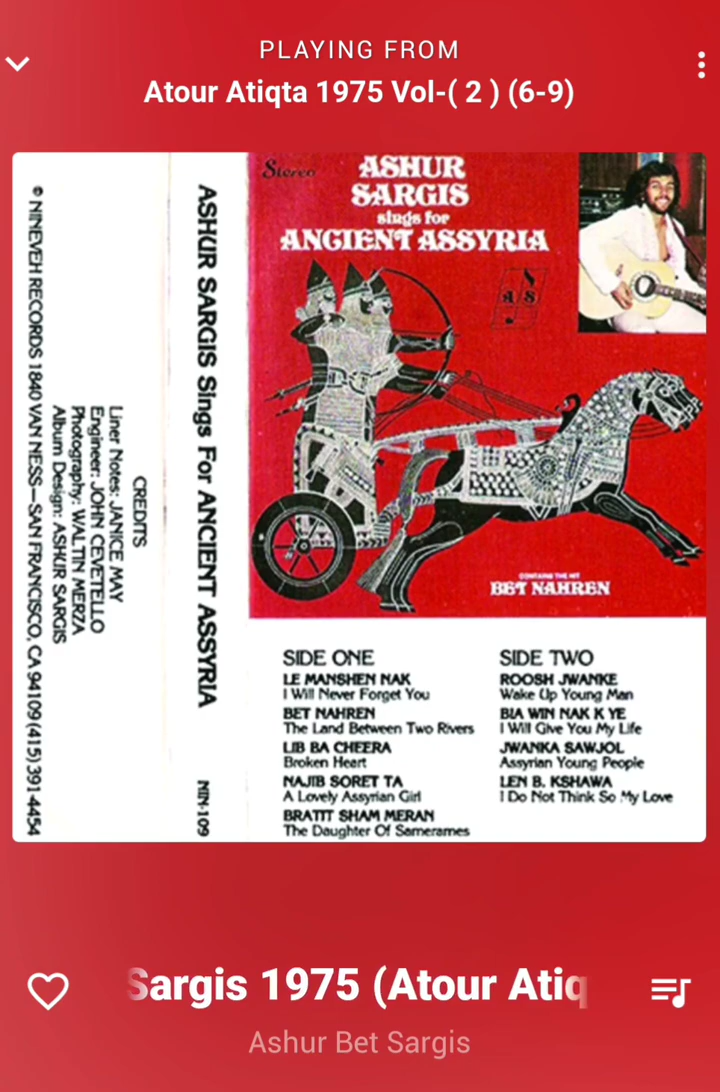 PLAYING FROM
Atour Atiqta 1975 Vol-( 2 ) (6-9)
℗ NINEVEH RECORDS 1840 VAN NESS—SAN FRANCISCO, CA 94109 (415) 391-4454
CREDITS
Liner Notes: JANICE MAY
Engineer: JOHN CEVETELLO
Photography: WALTIN MERZA
Album Design: ASHUR SARGIS
ASHUR SARGIS Sings For ANCIENT ASSYRIA
NIN-109
Stereo
ASHUR
SARGIS
sings for
ANCIENT ASSYRIA
a/s
CONTAINS THE HIT
BET NAHREN
SIDE ONE
LE MANSHEN NAK
I Will Never Forget You
BET NAHREN
The Land Between Two Rivers
LIB BA CHEERA
Broken Heart
NAJIB SORET TA
A Lovely Assyrian Girl
BRATIT SHAM MERAN
The Daughter Of Samerames
SIDE TWO
ROOSH JWANKE
Wake Up Young Man
BIA WIN NAK K YE
I Will Give You My Life
JWANKA SAWJOL
Assyrian Young People
LEN B. KSHAWA
I Do Not Think So My Love
Sargis 1975 (Atour Atiq
Ashur Bet Sargis